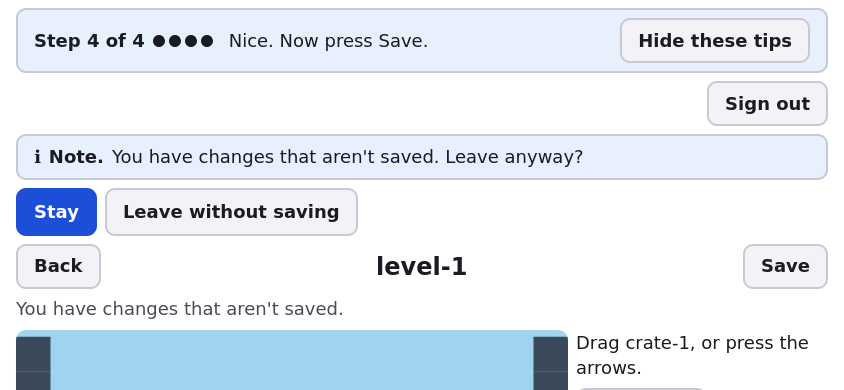 Step 4 of 4 Nice. Now press Save. Hide these tips
Sign out
ℹ Note. You have changes that aren't saved. Leave anyway?
Stay Leave without saving
Back level-1 Save
You have changes that aren't saved.
Drag crate-1, or press the
arrows.